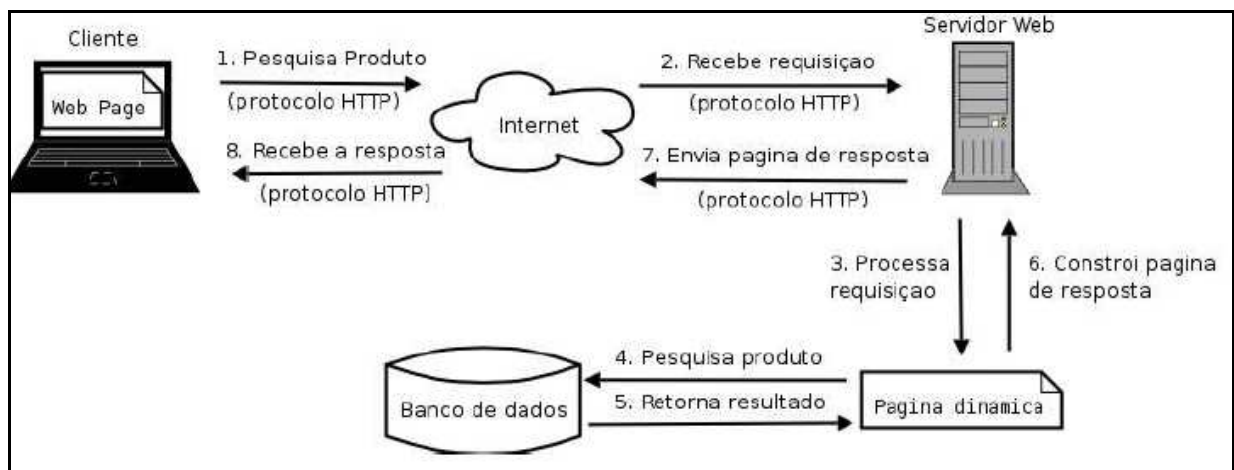 Cliente
Web Page
1. Pesquisa Produto
(protocolo HTTP)
8. Recebe a resposta
(protocolo HTTP)
Internet
2. Recebe requisiçao
(protocolo HTTP)
7. Envia pagina de resposta
(protocolo HTTP)
Servidor Web
3. Processa
requisiçao
6. Constroi pagina
de resposta
4. Pesquisa produto
5. Retorna resultado
Banco de dados
Pagina dinamica